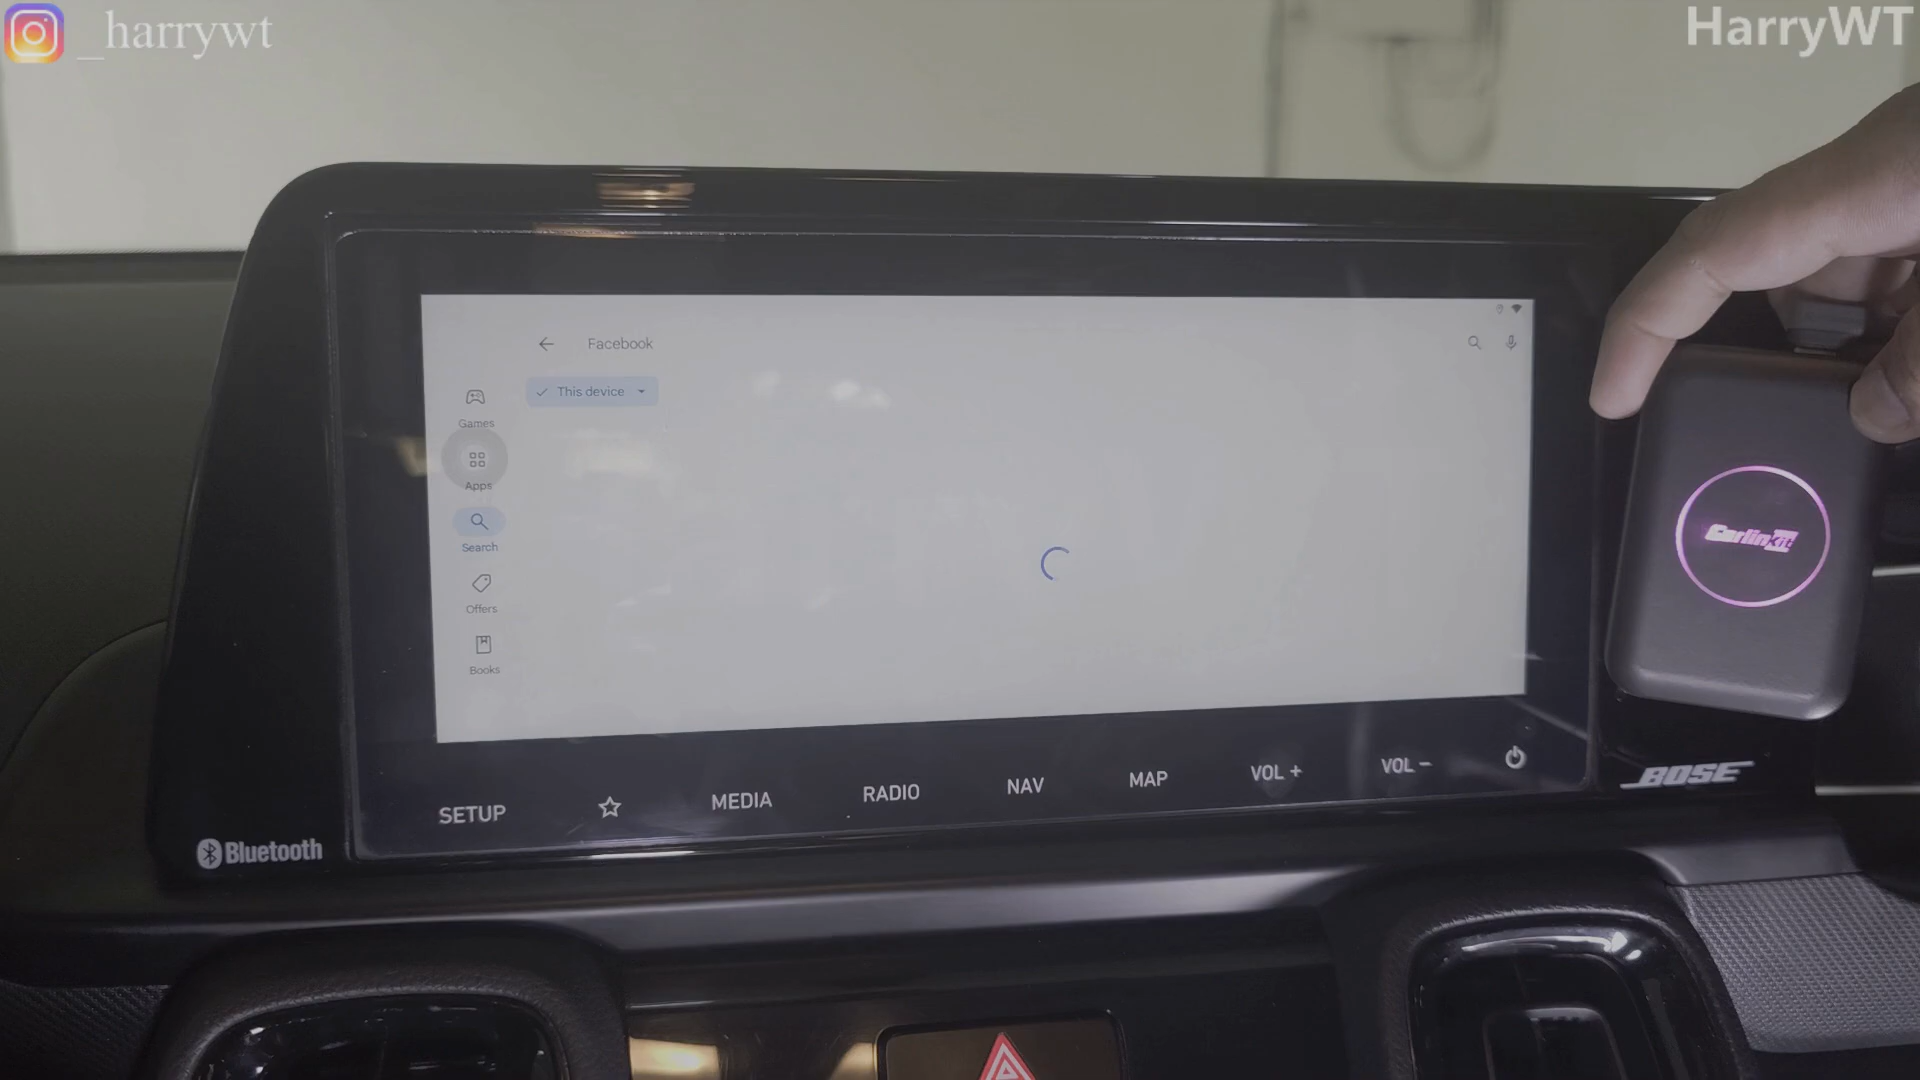 _harrywt
HarryWT
Facebook
This device
Games
Apps
Search
Offers
Books
Carlinkit
SETUP
MEDIA
RADIO
NAV
MAP
VOL +
VOL -
BOSE
Bluetooth